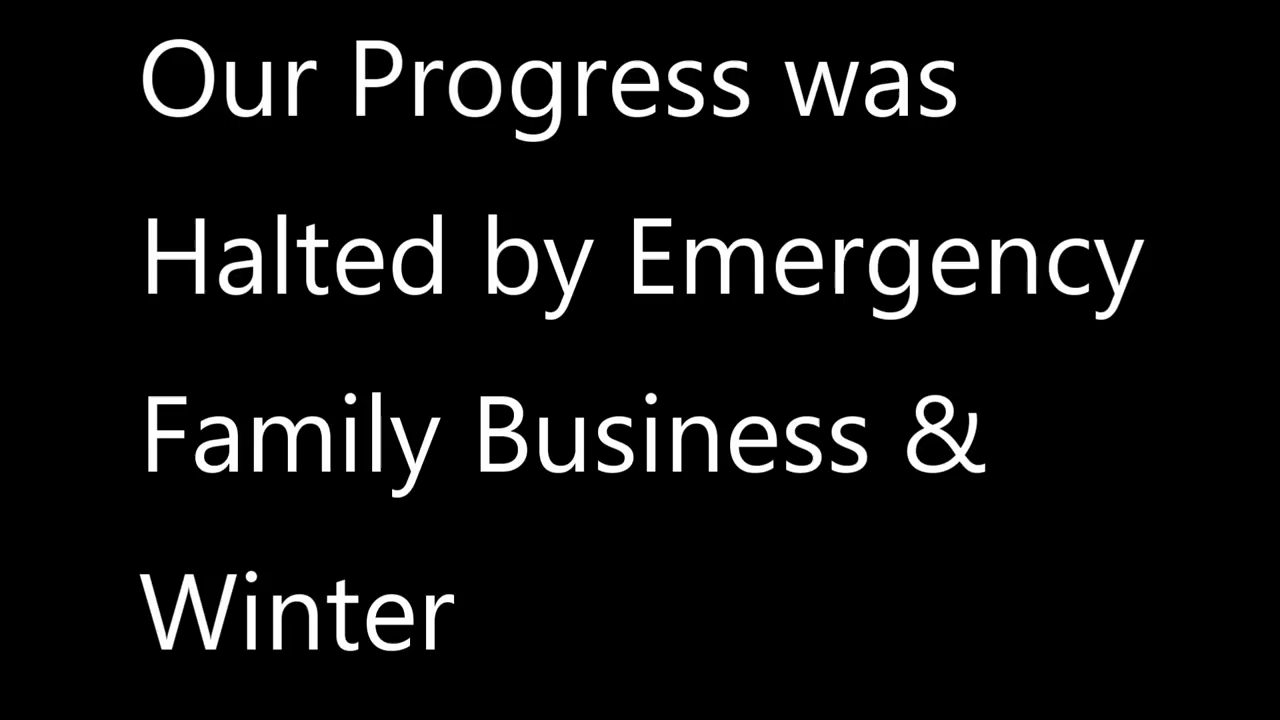 Our Progress was
Halted by Emergency
Family Business &
Winter